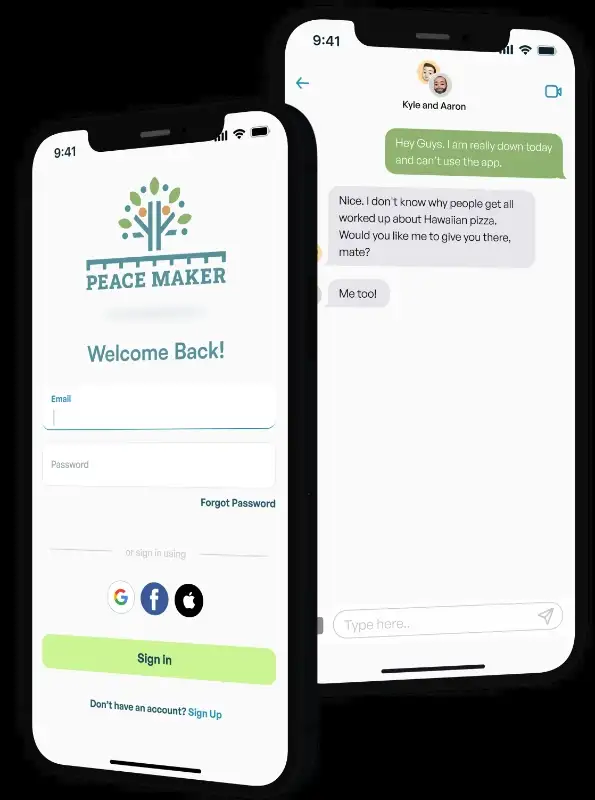 9:41
PEACE MAKER
Welcome Back!
Email
Password
Forgot Password
or sign in using
Sign in
Don't have an account? Sign Up
9:41
Kyle and Aaron
Hey Guys. I am really down today
and can't use the app.
Nice. I don't know why people get all
worked up about Hawaiian pizza.
Would you like me to give you there,
mate?
Me too!
Type here..